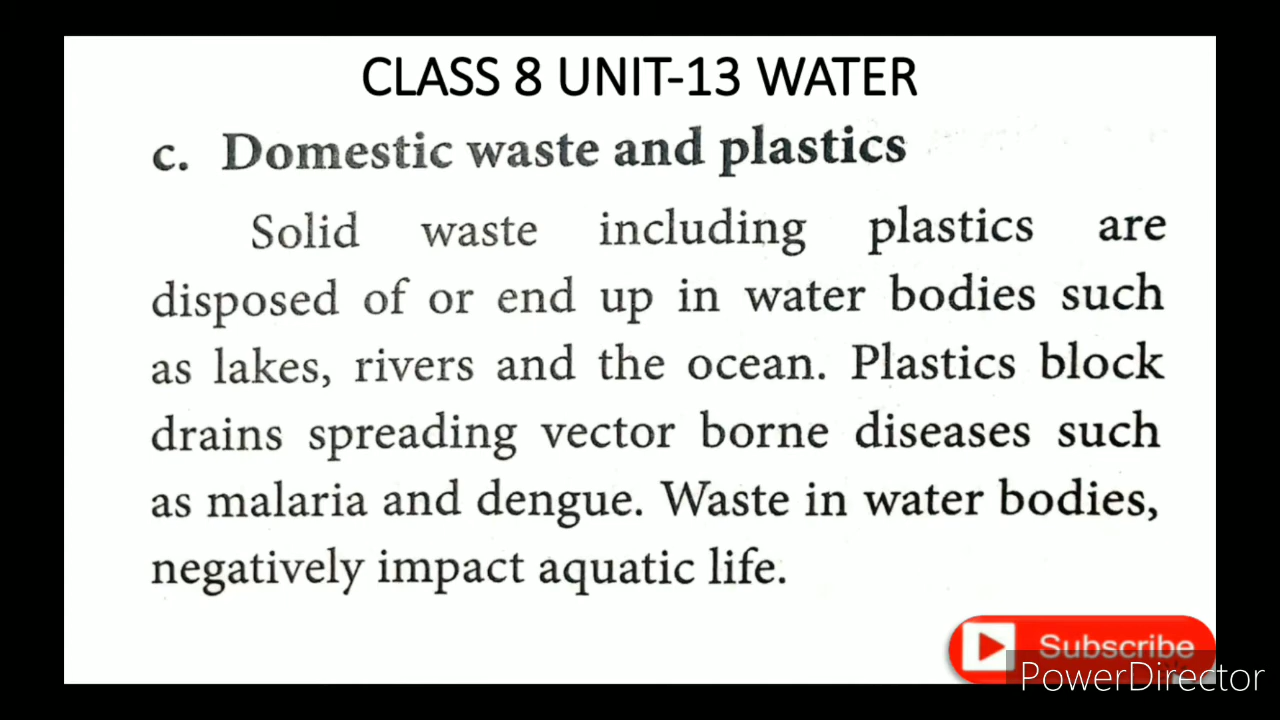 CLASS 8 UNIT-13 WATER
c. Domestic waste and plastics
Solid waste including plastics are
disposed of or end up in water bodies such
as lakes, rivers and the ocean. Plastics block
drains spreading vector borne diseases such
as malaria and dengue. Waste in water bodies,
negatively impact aquatic life.
Subscribe
PowerDirector